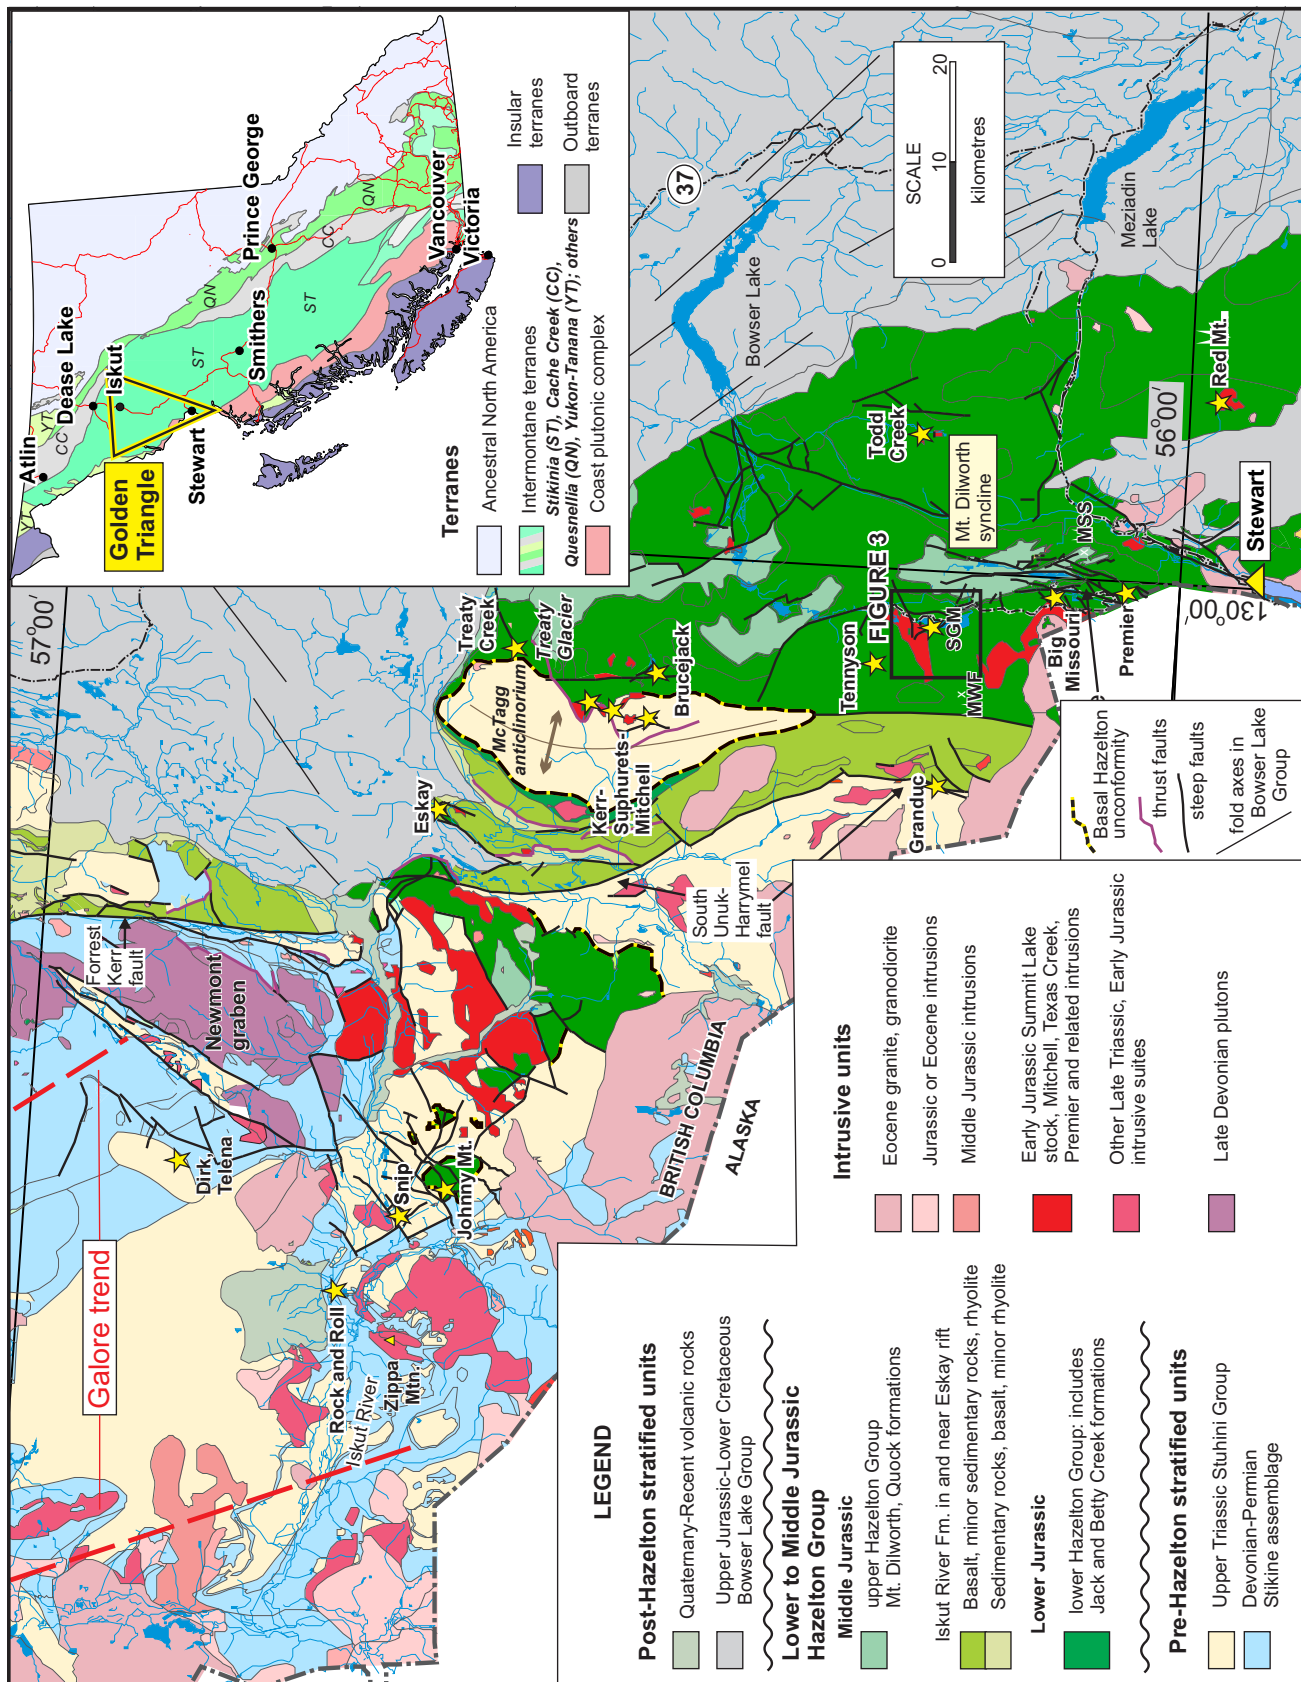 Atlin
Dease Lake
Iskut
Prince George
Smithers
Stewart
Vancouver
Victoria
YT
YT
CC
QN
ST
ST
CC
QN
Golden
Triangle
Terranes
Ancestral North America
Intermontane terranes
Stikinia (ST), Cache Creek (CC),
Quesnellia (QN), Yukon-Tanana (YT); others
Coast plutonic complex
Insular
terranes
Outboard
terranes
57°00'
56°00'
130°00'
Galore trend
Dirk,
Telena
Newmont
graben
Forrest
Kerr
fault
Rock and Roll
Iskut River
Zippa
Mtn.
Snip
Johnny Mt.
BRITISH COLUMBIA
ALASKA
Eskay
McTagg
anticlinorium
Treaty
Creek
Treaty
Glacier
Kerr-
Suphurets-
Mitchell
Brucejack
South
Unuk-
Harrymel
fault
Granduc
Tennyson
FIGURE 3
SGM
MWF
Big
Missouri
Premier
e
MSS
Stewart
Mt. Dilworth
syncline
Todd
Creek
Red Mt.
Bowser Lake
Meziadin
Lake
37
SCALE
0
10
20
kilometres
Basal Hazelton
unconformity
thrust faults
steep faults
fold axes in
Bowser Lake
Group
LEGEND
Post-Hazelton stratified units
Quaternary-Recent volcanic rocks
Upper Jurassic-Lower Cretaceous
Bowser Lake Group
Lower to Middle Jurassic
Hazelton Group
Middle Jurassic
upper Hazelton Group
Mt. Dilworth, Quock formations
Iskut River Fm. in and near Eskay rift
Basalt, minor sedimentary rocks, rhyolite
Sedimentary rocks, basalt, minor rhyolite
Lower Jurassic
lower Hazelton Group: includes
Jack and Betty Creek formations
Pre-Hazelton stratified units
Upper Triassic Stuhini Group
Devonian-Permian
Stikine assemblage
Intrusive units
Eocene granite, granodiorite
Jurassic or Eocene intrusions
Middle Jurassic intrusions
Early Jurassic Summit Lake
stock, Mitchell, Texas Creek,
Premier and related intrusions
Other Late Triassic, Early Jurassic
intrusive suites
Late Devonian plutons